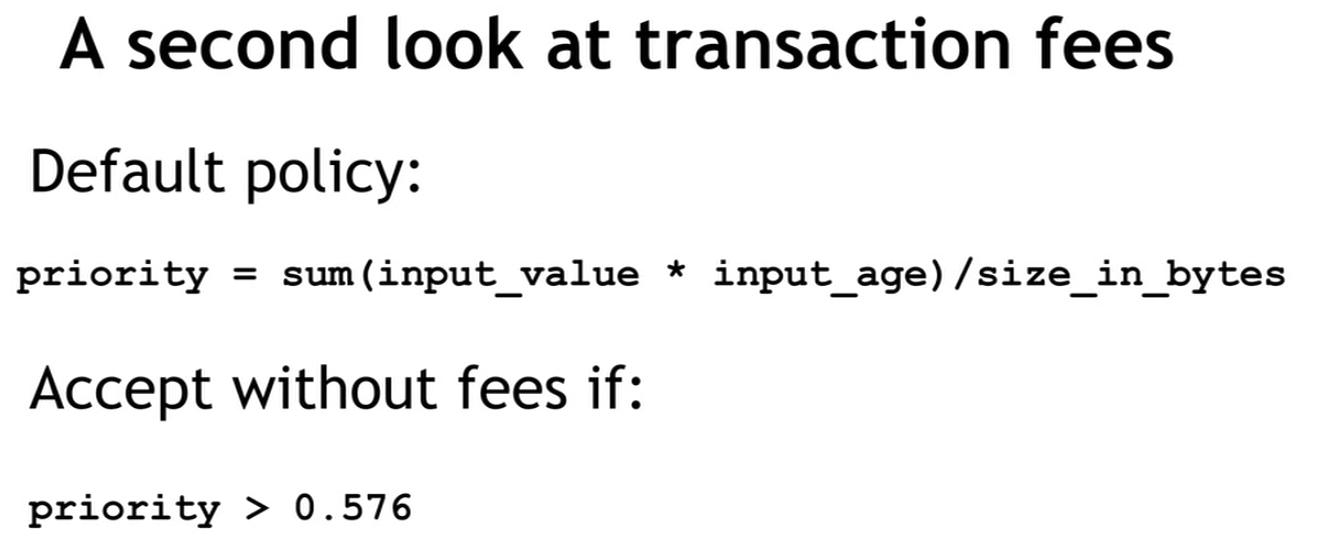 A second look at transaction fees
Default policy:
priority = sum(input_value * input_age)/size_in_bytes
Accept without fees if:
priority > 0.576